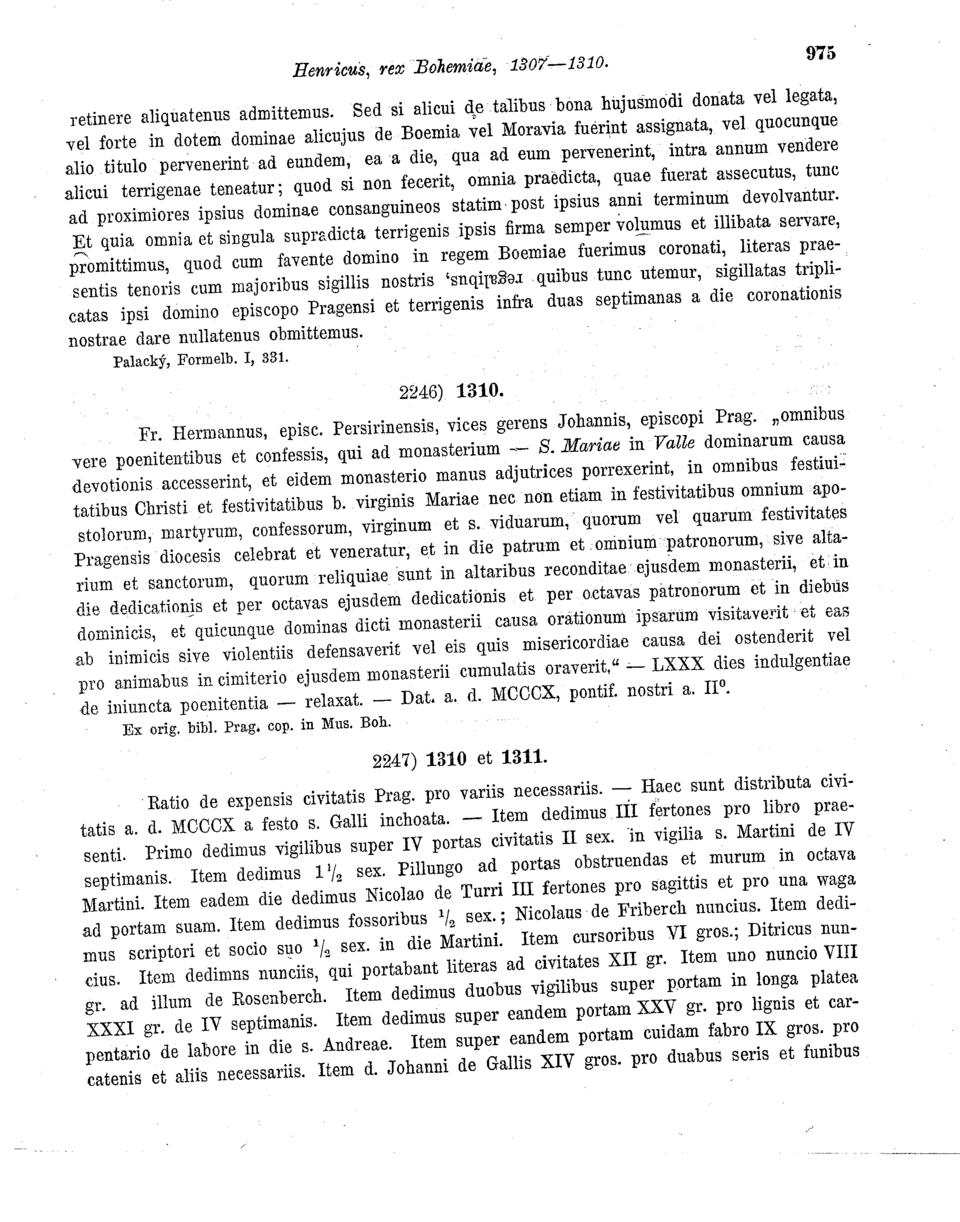 Henricus, rex Bohemiae, 1307—1310. 975
retinere aliquatenus admittemus. Sed si alicui de talibus bona hujusmodi donata vel legata,
vel forte in dotem dominae alicujus de Boemia vel Moravia fuerint assignata, vel quocunque
alio titulo pervenerint ad eundem, ea a die, qua ad eum pervenerint, intra annum vendere
alicui terrigenae teneatur; quod si non fecerit, omnia praedicta, quae fuerat assecutus, tunc
ad proximiores ipsius dominae consanguineos statim post ipsius anni terminum devolvantur.
Et quia omnia et singula supradicta terrigenis ipsis firma semper volumus et illibata servare,
promittimus, quod cum favente domino in regem Boemiae fuerimus coronati, literas prae-
sentis tenoris cum majoribus sigillis nostris regalibus, quibus tunc utemur, sigillatas tripli-
catas ipsi domino episcopo Pragensi et terrigenis infra duas septimanas a die coronationis
nostrae dare nullatenus obmittemus.
Palacký, Formelb. I, 331.
2246) 1310.
Fr. Hermannus, episc. Persirinensis, vices gerens Johannis, episcopi Prag. „omnibus
vere poenitentibus et confessis, qui ad monasterium — S. Mariae in Valle dominarum causa
devotionis accesserint, et eidem monasterio manus adjutrices porrexerint, in omnibus festiui-
tatibus Christi et festivitatibus b. virginis Mariae nec non etiam in festivitatibus omnium apo-
stolorum, martyrum, confessorum, virginum et s. viduarum, quorum vel quarum festivitates
Pragensis diocesis celebrat et veneratur, et in die patrum et omnium patronorum, sive alta-
rium et sanctorum, quorum reliquiae sunt in altaribus reconditae ejusdem monasterii, et in
die dedicationis et per octavas ejusdem dedicationis et per octavas patronorum et in diebus
dominicis, et quicunque dominas dicti monasterii causa orationum ipsarum visitaverit et eas
ab inimicis sive violentiis defensaverit vel eis quis misericordiae causa dei ostenderit vel
pro animabus in cimiterio ejusdem monasterii cumulatis oraverit,“ — LXXX dies indulgentiae
de iniuncta poenitentia — relaxat. — Dat. a. d. MCCCX, pontif. nostri a. II⁰.
Ex orig. bibl. Prag. cop. in Mus. Boh.
2247) 1310 et 1311.
Ratio de expensis civitatis Prag. pro variis necessariis. — Haec sunt distributa civi-
tatis a. d. MCCCX a festo s. Galli inchoata. — Item dedimus III fertones pro libro prae-
senti. Primo dedimus vigilibus super IV portas civitatis II sex. in vigilia s. Martini de IV
septimanis. Item dedimus 1 1/2 sex. Pillungo ad portas obstruendas et murum in octava
Martini. Item eadem die dedimus Nicolao de Turri III fertones pro sagittis et pro una waga
ad portam suam. Item dedimus fossoribus 1/2 sex.; Nicolaus de Friberch nuncius. Item dedi-
mus scriptori et socio suo 1/2 sex. in die Martini. Item cursoribus VI gros.; Ditricus nun-
cius. Item dedimns nunciis, qui portabant literas ad civitates XII gr. Item uno nuncio VIII
gr. ad illum de Rosenberch. Item dedimus duobus vigilibus super portam in longa platea
XXXI gr. de IV septimanis. Item dedimus super eandem portam XXV gr. pro lignis et car-
pentario de labore in die s. Andreae. Item super eandem portam cuidam fabro IX gros. pro
catenis et aliis necessariis. Item d. Johanni de Gallis XIV gros. pro duabus seris et funibus